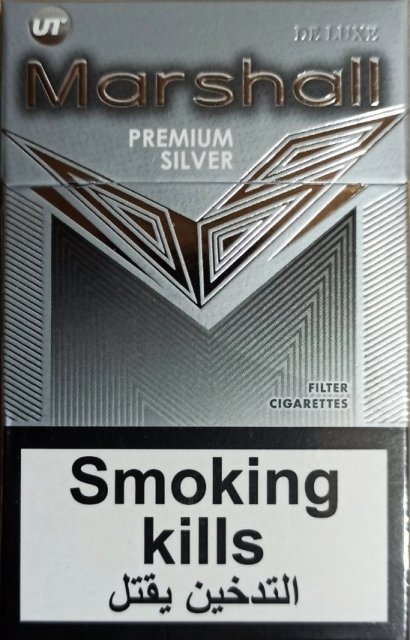 UT
DE LUXE
Marshall
PREMIUM
SILVER
FILTER
CIGARETTES
Smoking
kills
التدخين يقتل